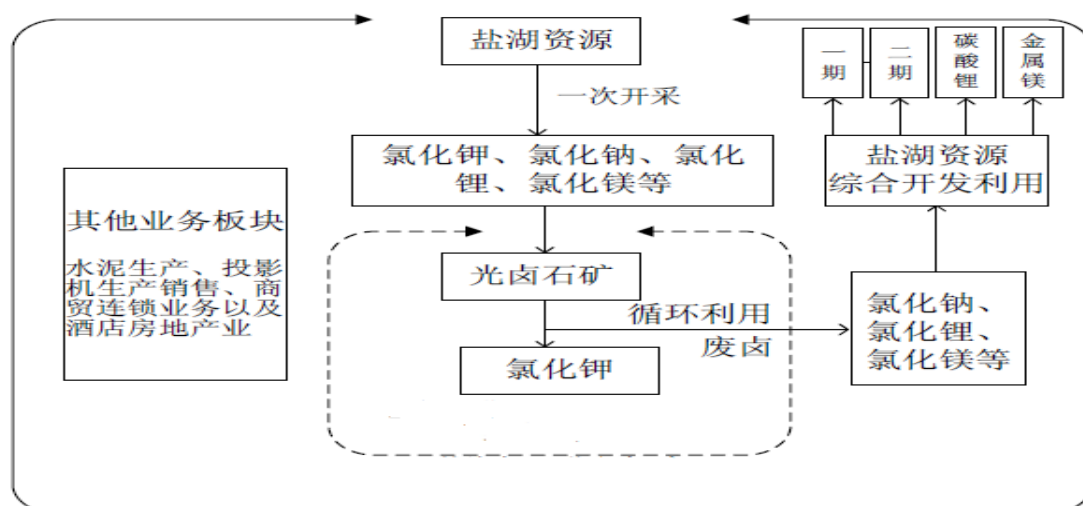 盐湖资源
一次开采
氯化钾、氯化钠、氯化
锂、氯化镁等
光卤石矿
循环利用
废卤
氯化钾
其他业务板块
水泥生产、投影
机生产销售、商
贸连锁业务以及
酒店房地产业
一期
二期
碳酸锂
金属镁
盐湖资源
综合开发利用
氯化钠、
氯化锂、
氯化镁等